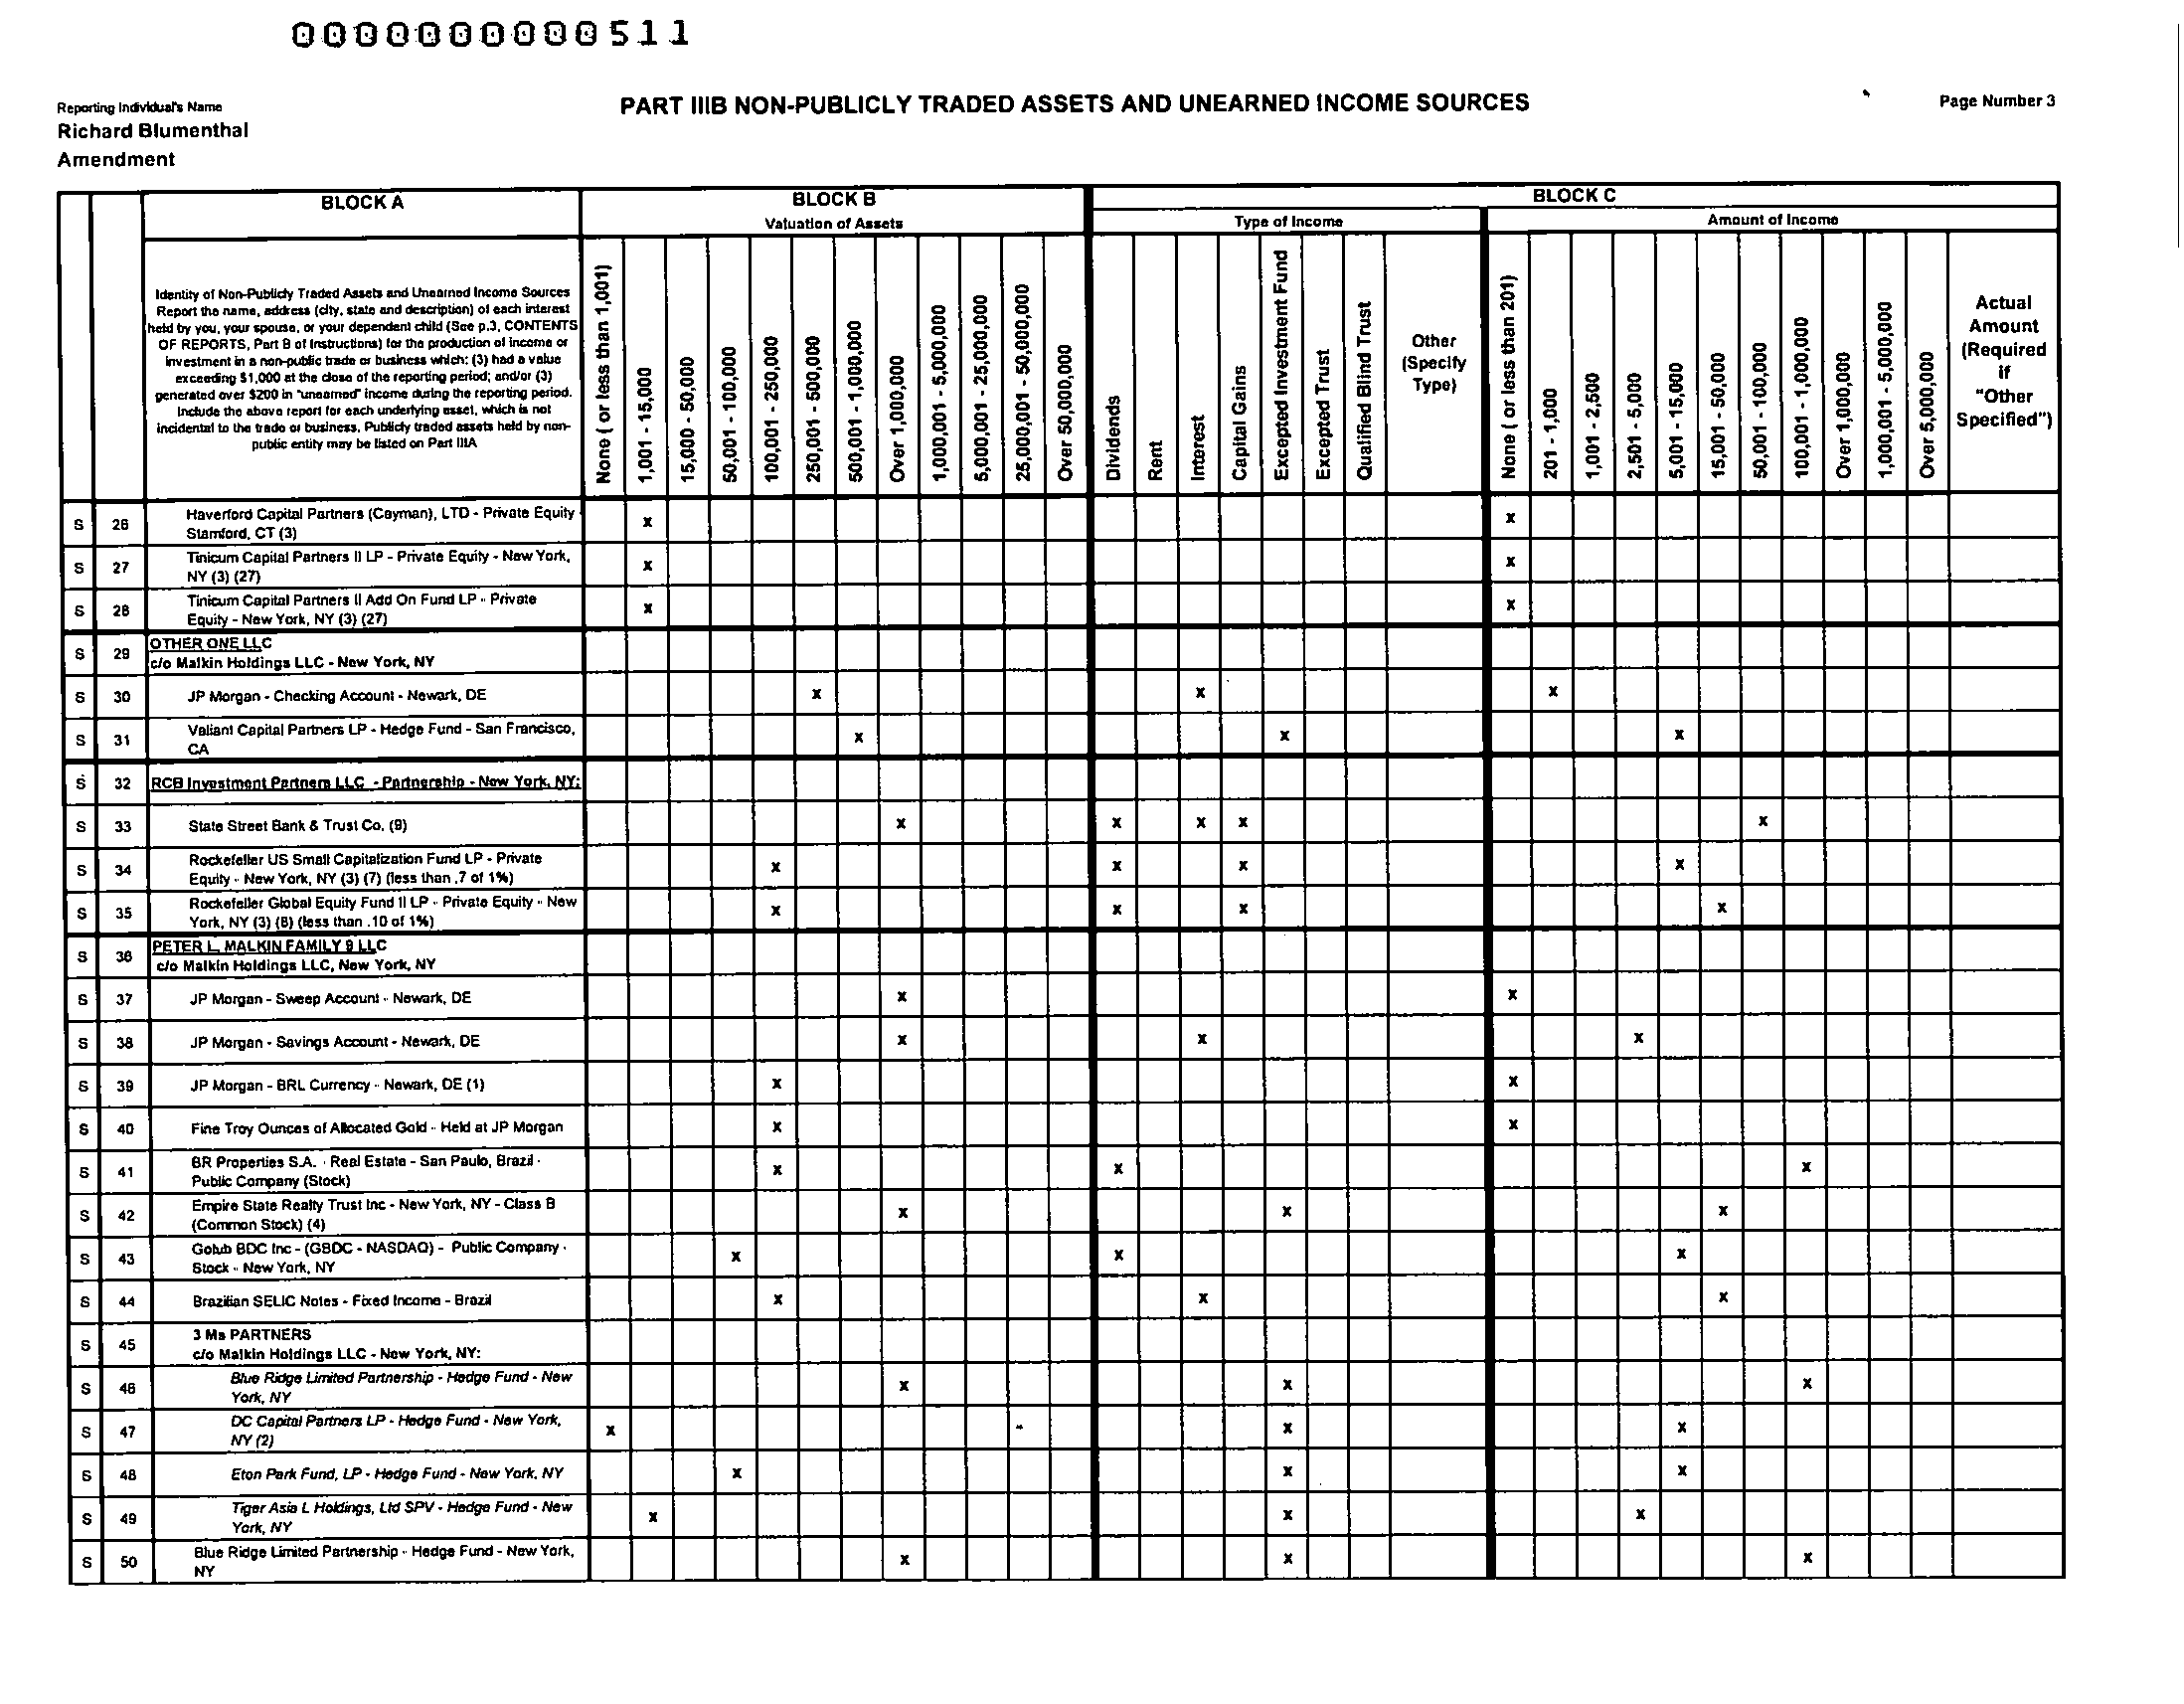 0000000000511
Reporting Individual's Name
Richard Blumenthal
Amendment
PART IIIB NON-PUBLICLY TRADED ASSETS AND UNEARNED INCOME SOURCES
Page Number 3
BLOCK A
BLOCK B
BLOCK C
Valuation of Assets
Type of Income
Amount of Income
Identity of Non-Publicly Traded Assets and Unearned Income Sources
Report the name, address (city, state and description) of each interest
held by you, your spouse, or your dependent child (See p.3, CONTENTS
OF REPORTS, Part B of Instructions) for the production of income or
investment in a non-public trade or business which: (3) had a value
exceeding $1,000 at the close of the reporting period; and/or (3)
generated over $200 in "unearned" income during the reporting period.
Include the above report for each underlying asset, which is not
incidental to the trade or business. Publicly traded assets held by non-
public entity may be listed on Part IIIA
None ( or less than 1,001)
1,001 - 15,000
15,000 - 50,000
50,001 - 100,000
100,001 - 250,000
250,001 - 500,000
500,001 - 1,000,000
Over 1,000,000
1,000,001 - 5,000,000
5,000,001 - 25,000,000
25,000,001 - 50,000,000
Over 50,000,000
Dividends
Rent
Interest
Capital Gains
Excepted Investment Fund
Excepted Trust
Qualified Blind Trust
Other
(Specify
Type)
None ( or less than 201)
201 - 1,000
1,001 - 2,500
2,501 - 5,000
5,001 - 15,000
15,001 - 50,000
50,001 - 100,000
100,001 - 1,000,000
Over 1,000,000
1,000,001 - 5,000,000
Over 5,000,000
Actual
Amount
(Required
if
"Other
Specified")
S 26 Haverford Capital Partners (Cayman), LTD - Private Equity x x
Stamford, CT (3)
S 27 Tinicum Capital Partners II LP - Private Equity - New York, x x
NY (3) (27)
S 28 Tinicum Capital Partners II Add On Fund LP - Private x x
Equity - New York, NY (3) (27)
S 29 OTHER ONE LLC
c/o Malkin Holdings LLC - New York, NY
S 30 JP Morgan - Checking Account - Newark, DE x x x
S 31 Valiant Capital Partners LP - Hedge Fund - San Francisco, x x x
CA
S 32 RCB Investment Partners LLC - Partnership - New York, NY:
S 33 State Street Bank & Trust Co. (9) x x x x x
S 34 Rockefeller US Small Capitalization Fund LP - Private x x x x
Equity - New York, NY (3) (7) (less than .7 of 1%)
S 35 Rockefeller Global Equity Fund II LP - Private Equity - New x x x x
York, NY (3) (8) (less than .10 of 1%)
S 36 PETER L. MALKIN FAMILY 9 LLC
c/o Malkin Holdings LLC, New York, NY
S 37 JP Morgan - Sweep Account - Newark, DE x x
S 38 JP Morgan - Savings Account - Newark, DE x x x
S 39 JP Morgan - BRL Currency - Newark, DE (1) x x
S 40 Fine Troy Ounces of Allocated Gold - Held at JP Morgan x x
S 41 BR Properties S.A. - Real Estate - San Paulo, Brazil - x x x
Public Company (Stock)
S 42 Empire State Realty Trust Inc - New York, NY - Class B x x x
(Common Stock) (4)
S 43 Golub BDC Inc - (GBDC - NASDAQ) - Public Company - x x x
Stock - New York, NY
S 44 Brazilian SELIC Notes - Fixed Income - Brazil x x x
S 45 3 Ms PARTNERS
c/o Malkin Holdings LLC - New York, NY:
S 46 Blue Ridge Limited Partnership - Hedge Fund - New x x x
York, NY
S 47 DC Capital Partners LP - Hedge Fund - New York, x x x
NY (2)
S 48 Eton Park Fund, LP - Hedge Fund - New York, NY x x x
S 49 Tiger Asia L Holdings, Ltd SPV - Hedge Fund - New x x x
York, NY
S 50 Blue Ridge Limited Partnership - Hedge Fund - New York, x x x
NY